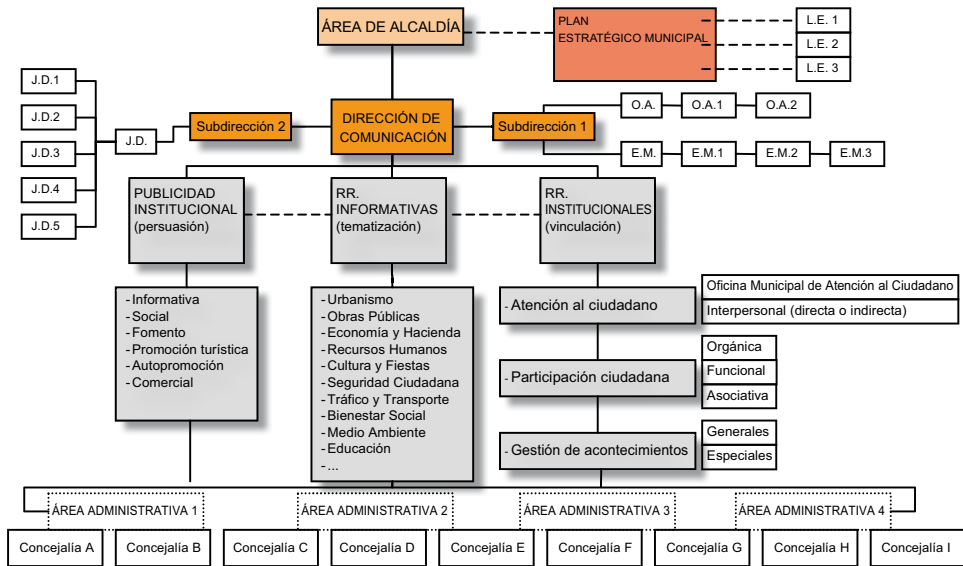 ÁREA DE ALCALDÍA
PLAN
ESTRATÉGICO MUNICIPAL
L.E. 1
L.E. 2
L.E. 3
J.D.1
J.D.2
J.D.3
J.D.4
J.D.5
J.D.
Subdirección 2
DIRECCIÓN DE
COMUNICACIÓN
Subdirección 1
O.A.
O.A.1
O.A.2
E.M.
E.M.1
E.M.2
E.M.3
PUBLICIDAD
INSTITUCIONAL
(persuasión)
RR.
INFORMATIVAS
(tematización)
RR.
INSTITUCIONALES
(vinculación)
- Informativa
- Social
- Fomento
- Promoción turística
- Autopromoción
- Comercial
- Urbanismo
- Obras Públicas
- Economía y Hacienda
- Recursos Humanos
- Cultura y Fiestas
- Seguridad Ciudadana
- Tráfico y Transporte
- Bienestar Social
- Medio Ambiente
- Educación
- ...
- Atención al ciudadano
Oficina Municipal de Atención al Ciudadano
Interpersonal (directa o indirecta)
- Participación ciudadana
Orgánica
Funcional
Asociativa
- Gestión de acontecimientos
Generales
Especiales
ÁREA ADMINISTRATIVA 1
ÁREA ADMINISTRATIVA 2
ÁREA ADMINISTRATIVA 3
ÁREA ADMINISTRATIVA 4
Concejalía A
Concejalía B
Concejalía C
Concejalía D
Concejalía E
Concejalía F
Concejalía G
Concejalía H
Concejalía I